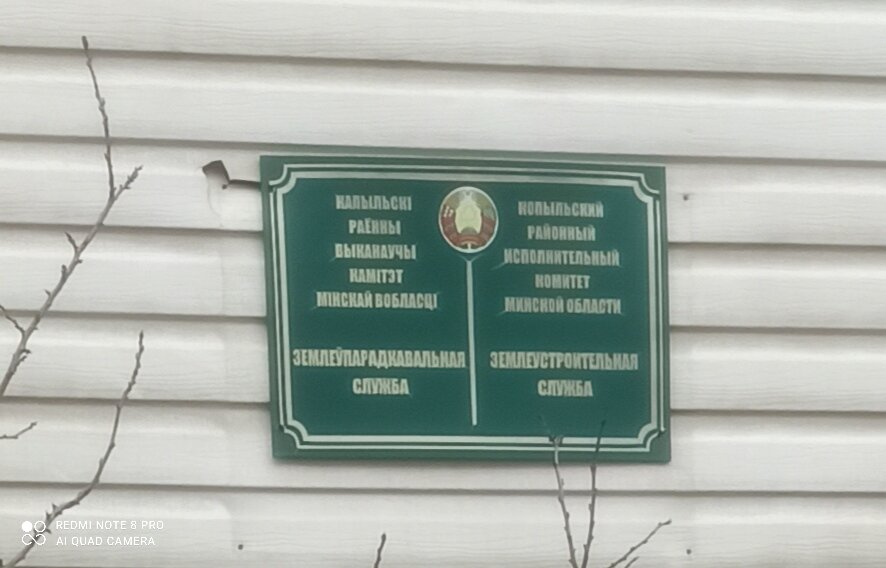 КАПЫЛЬСКІ
РАЁННЫ
ВЫКАНАУЧЫ
КАМІТЭТ
МІНСКАЙ ВОБЛАСЦІ
ЗЕМЛЕЎПАРАДКАВАЛЬНАЯ
СЛУЖБА
КОПЫЛЬСКИЙ
РАЙОННЫЙ
ИСПОЛНИТЕЛЬНЫЙ
КОМИТЕТ
МИНСКОЙ ОБЛАСТИ
ЗЕМЛЕУСТРОИТЕЛЬНАЯ
СЛУЖБА
REDMI NOTE 8 PRO
AI QUAD CAMERA